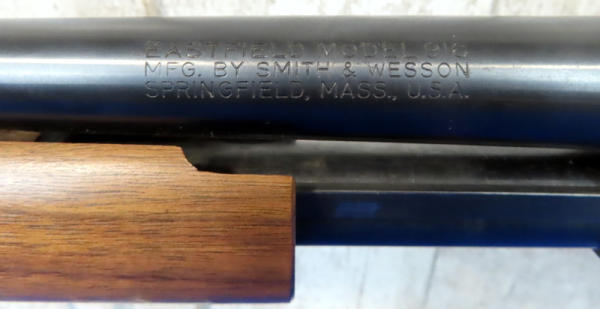 EASTFIELD MODEL 916
MFG. BY SMITH & WESSON
SPRINGFIELD, MASS., U.S.A.